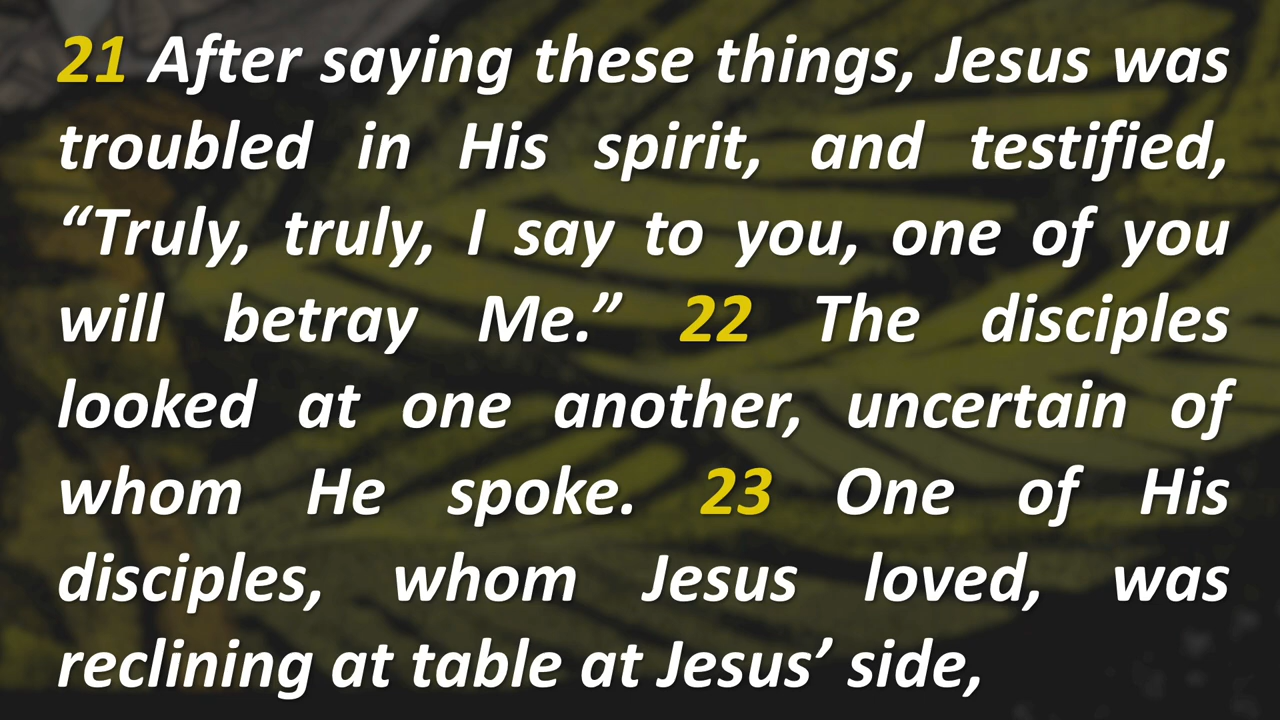 21 After saying these things, Jesus was
troubled in His spirit, and testified,
“Truly, truly, I say to you, one of you
will betray Me.” 22 The disciples
looked at one another, uncertain of
whom He spoke. 23 One of His
disciples, whom Jesus loved, was
reclining at table at Jesus’ side,